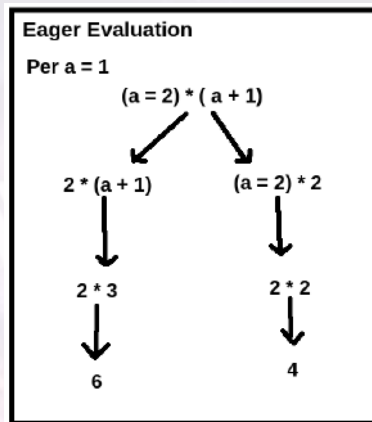 Eager Evaluation
Per a = 1
(a = 2) * ( a + 1)
2 * (a + 1)
(a = 2) * 2
2 * 3
2 * 2
6
4